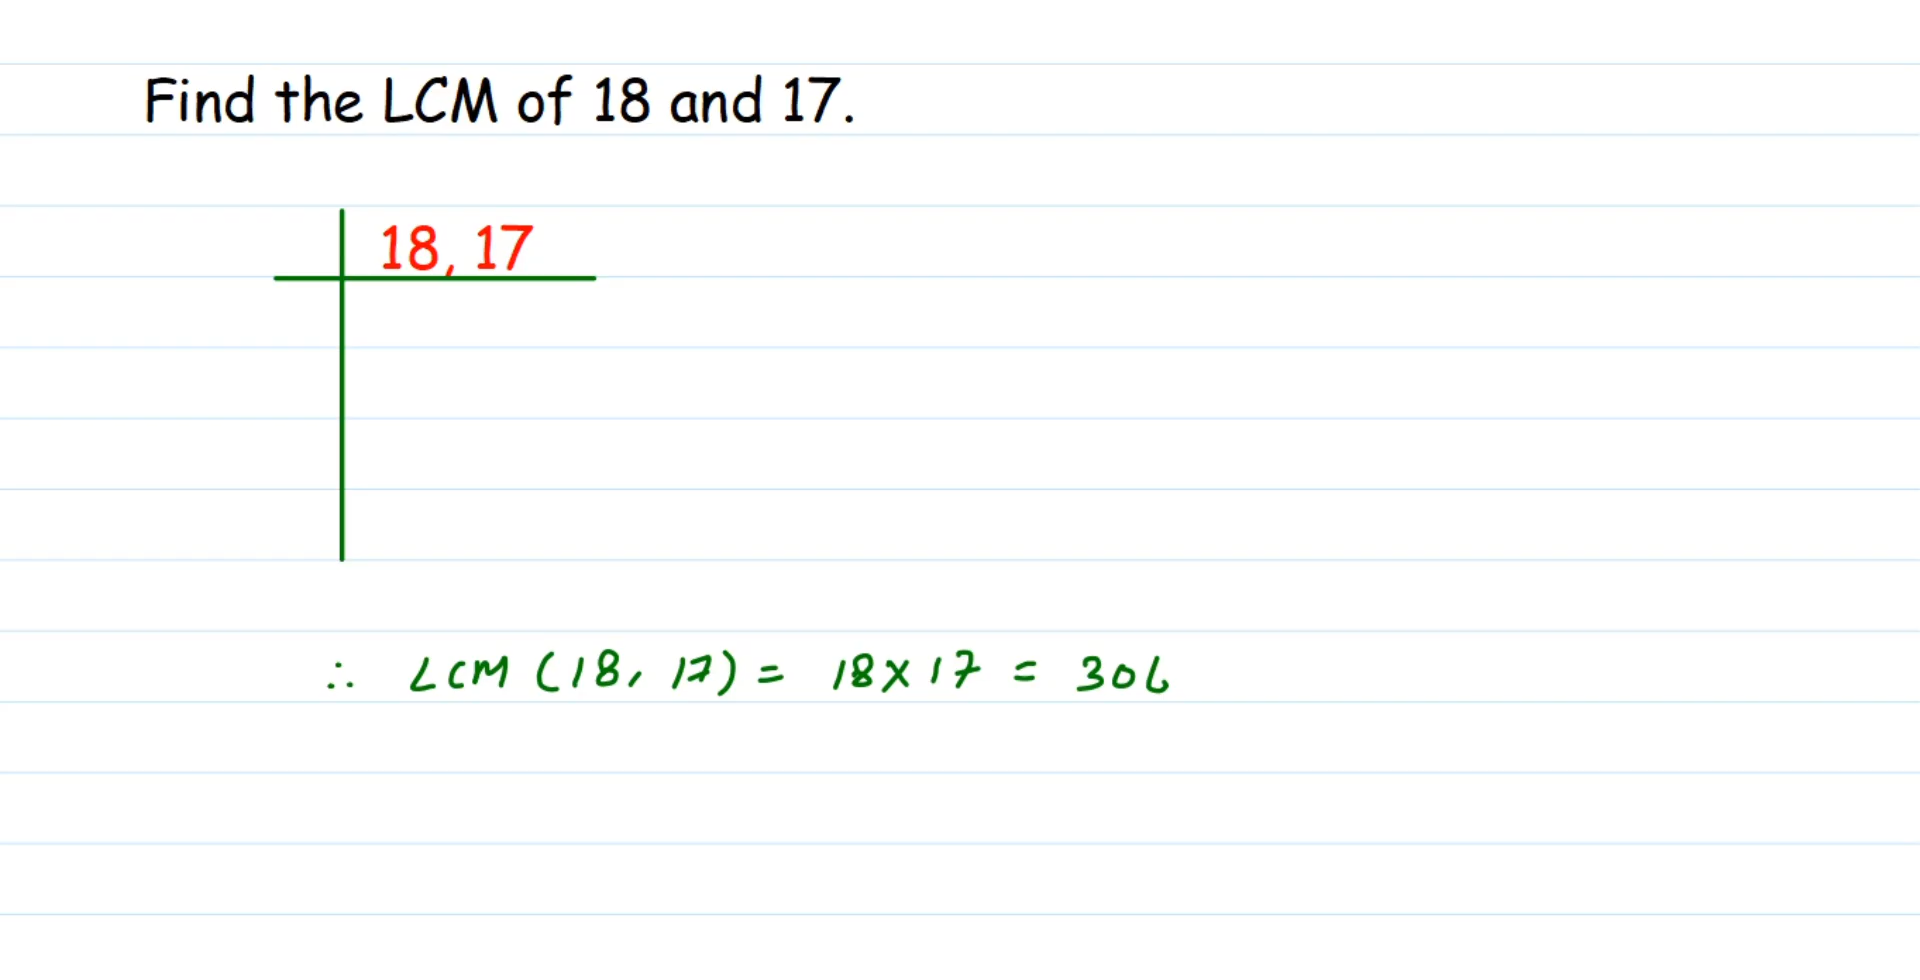 Find the LCM of 18 and 17.
18, 17
∴ LCM (18, 17) = 18 × 17 = 306